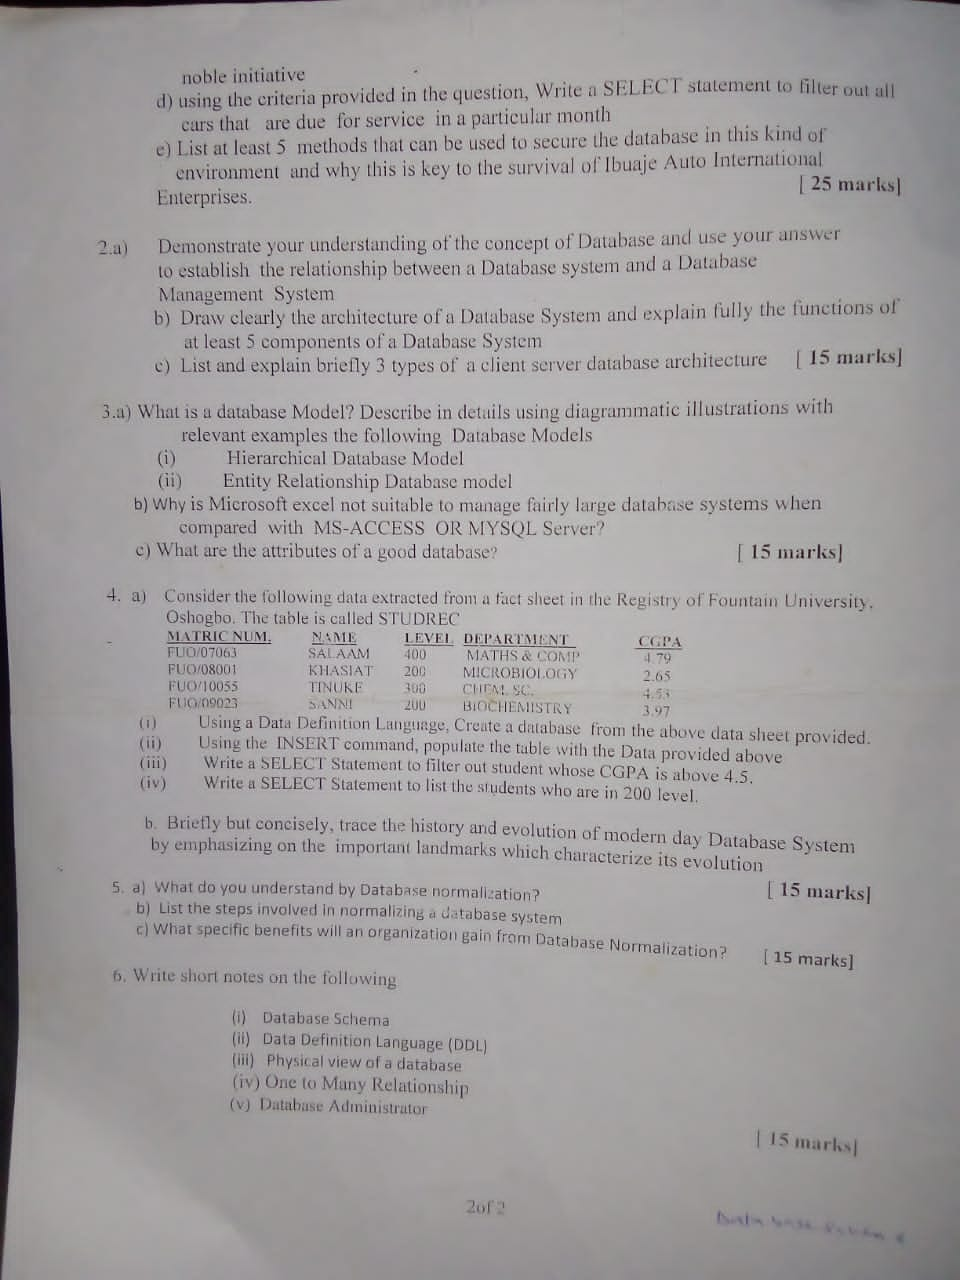 noble initiative
d) using the criteria provided in the question, Write a SELECT statement to filter out all
cars that are due for service in a particular month
e) List at least 5 methods that can be used to secure the database in this kind of
environment and why this is key to the survival of Ibuaje Auto International
Enterprises. [ 25 marks]
2.a) Demonstrate your understanding of the concept of Database and use your answer
to establish the relationship between a Database system and a Database
Management System
b) Draw clearly the architecture of a Database System and explain fully the functions of
at least 5 components of a Database System
c) List and explain briefly 3 types of a client server database architecture [ 15 marks]
3.a) What is a database Model? Describe in details using diagrammatic illustrations with
relevant examples the following Database Models
(i) Hierarchical Database Model
(ii) Entity Relationship Database model
b) Why is Microsoft excel not suitable to manage fairly large database systems when
compared with MS-ACCESS OR MYSQL Server?
c) What are the attributes of a good database? [ 15 marks]
4. a) Consider the following data extracted from a fact sheet in the Registry of Fountain University,
Oshogbo. The table is called STUDREC
MATRIC NUM. NAME LEVEL DEPARTMENT CGPA
FUO/07063 SALAAM 400 MATHS & COMP 4.79
FUO/08001 KHASIAT 200 MICROBIOLOGY 2.65
FUO/10055 TINUKE 300 CHEM. SC. 4.53
FUO/09023 SANNI 200 BIOCHEMISTRY 3.97
(i) Using a Data Definition Language, Create a database from the above data sheet provided.
(ii) Using the INSERT command, populate the table with the Data provided above
(iii) Write a SELECT Statement to filter out student whose CGPA is above 4.5.
(iv) Write a SELECT Statement to list the students who are in 200 level.
b. Briefly but concisely, trace the history and evolution of modern day Database System
by emphasizing on the important landmarks which characterize its evolution
[ 15 marks]
5. a) What do you understand by Database normalization?
b) List the steps involved in normalizing a database system
c) What specific benefits will an organization gain from Database Normalization? [ 15 marks]
6. Write short notes on the following
(i) Database Schema
(ii) Data Definition Language (DDL)
(iii) Physical view of a database
(iv) One to Many Relationship
(v) Database Administrator
[ 15 marks]
2of 2
Data base